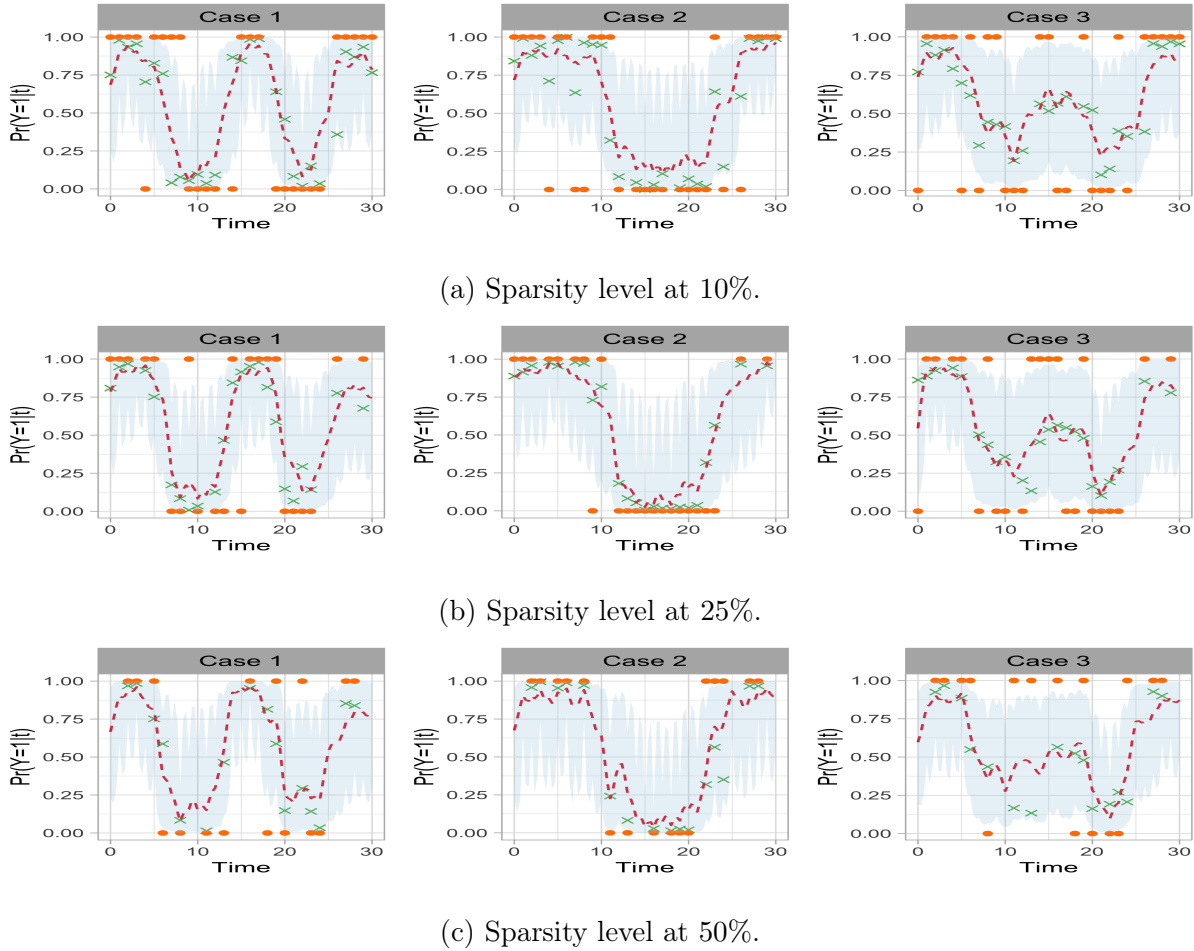 Case 1
Case 2
Case 3
Pr(Y=1|t)
1.00
0.75
0.50
0.25
0.00
0
10
20
30
Time
Pr(Y=1|t)
1.00
0.75
0.50
0.25
0.00
0
10
20
30
Time
Pr(Y=1|t)
1.00
0.75
0.50
0.25
0.00
0
10
20
30
Time
(a) Sparsity level at 10%.
Case 1
Case 2
Case 3
Pr(Y=1|t)
1.00
0.75
0.50
0.25
0.00
0
10
20
30
Time
Pr(Y=1|t)
1.00
0.75
0.50
0.25
0.00
0
10
20
30
Time
Pr(Y=1|t)
1.00
0.75
0.50
0.25
0.00
0
10
20
30
Time
(b) Sparsity level at 25%.
Case 1
Case 2
Case 3
Pr(Y=1|t)
1.00
0.75
0.50
0.25
0.00
0
10
20
30
Time
Pr(Y=1|t)
1.00
0.75
0.50
0.25
0.00
0
10
20
30
Time
Pr(Y=1|t)
1.00
0.75
0.50
0.25
0.00
0
10
20
30
Time
(c) Sparsity level at 50%.